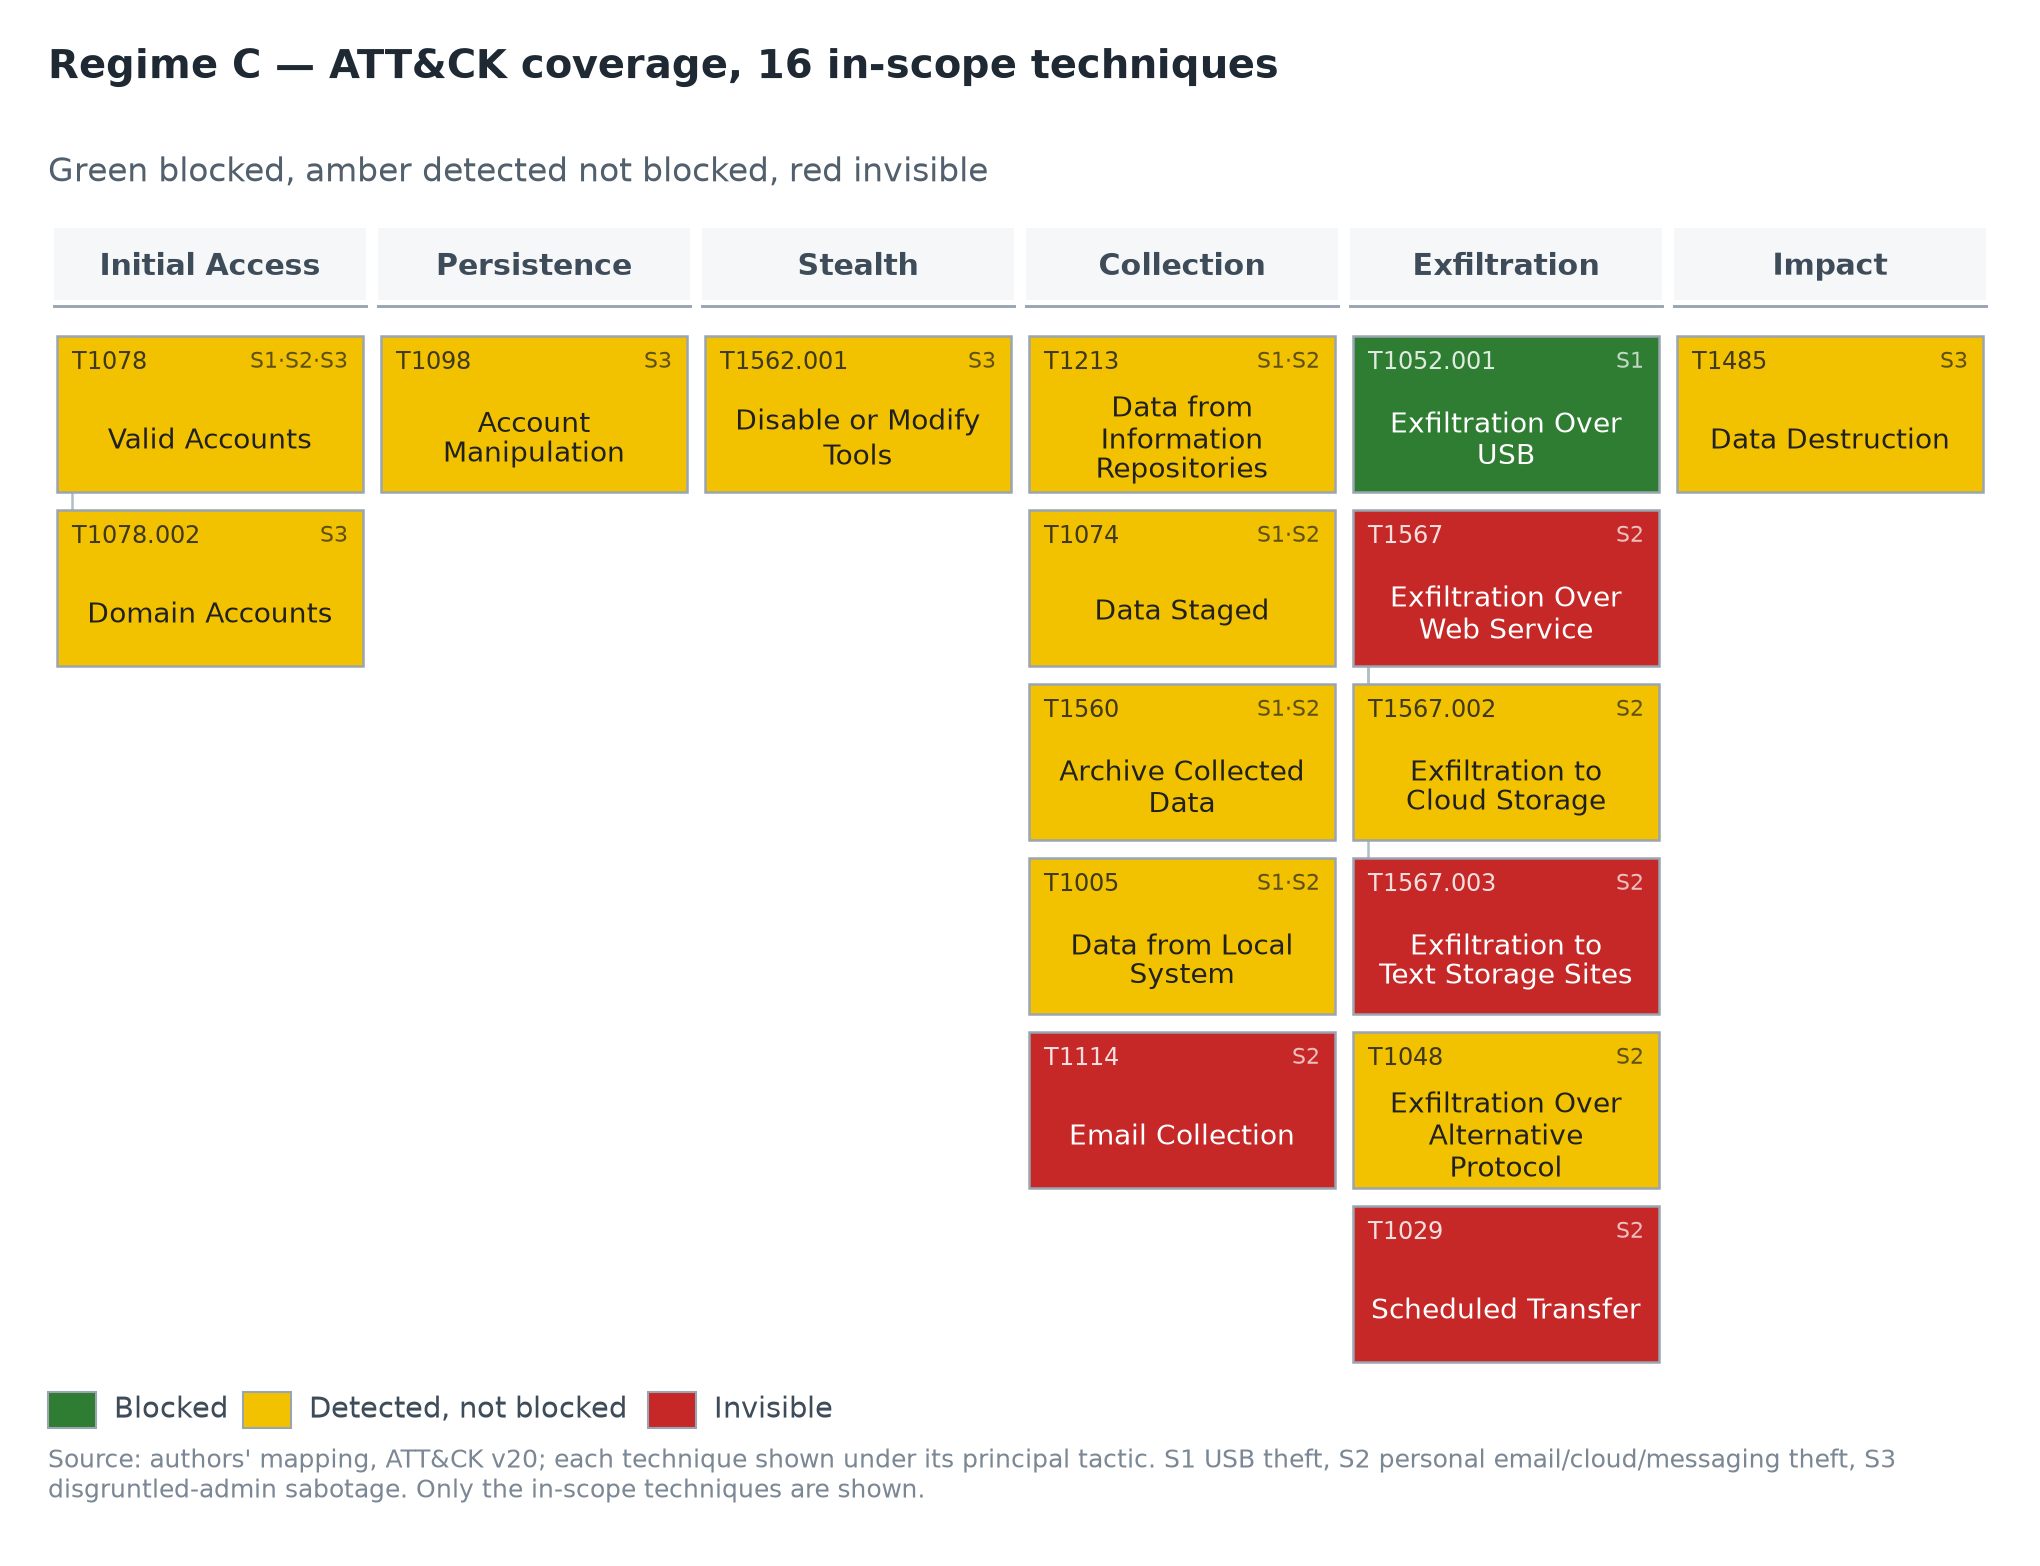 Regime C — ATT&CK coverage, 16 in-scope techniques
Green blocked, amber detected not blocked, red invisible
Initial Access
Persistence
Stealth
Collection
Exfiltration
Impact
T1078 S1·S2·S3
Valid Accounts
T1078.002 S3
Domain Accounts
T1098 S3
Account
Manipulation
T1562.001 S3
Disable or Modify
Tools
T1213 S1·S2
Data from
Information
Repositories
T1074 S1·S2
Data Staged
T1560 S1·S2
Archive Collected
Data
T1005 S1·S2
Data from Local
System
T1114 S2
Email Collection
T1052.001 S1
Exfiltration Over
USB
T1567 S2
Exfiltration Over
Web Service
T1567.002 S2
Exfiltration to
Cloud Storage
T1567.003 S2
Exfiltration to
Text Storage Sites
T1048 S2
Exfiltration Over
Alternative
Protocol
T1029 S2
Scheduled Transfer
T1485 S3
Data Destruction
Blocked
Detected, not blocked
Invisible
Source: authors' mapping, ATT&CK v20; each technique shown under its principal tactic. S1 USB theft, S2 personal email/cloud/messaging theft, S3
disgruntled-admin sabotage. Only the in-scope techniques are shown.